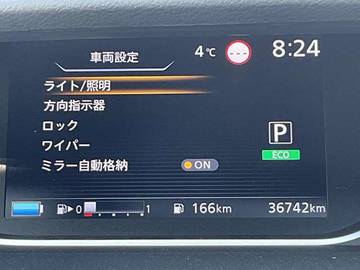 車両設定 4℃ 8:24
ライト/照明
方向指示器
ロック
ワイパー P
ECO
ミラー自動格納 ON
0 1 166km 36742km